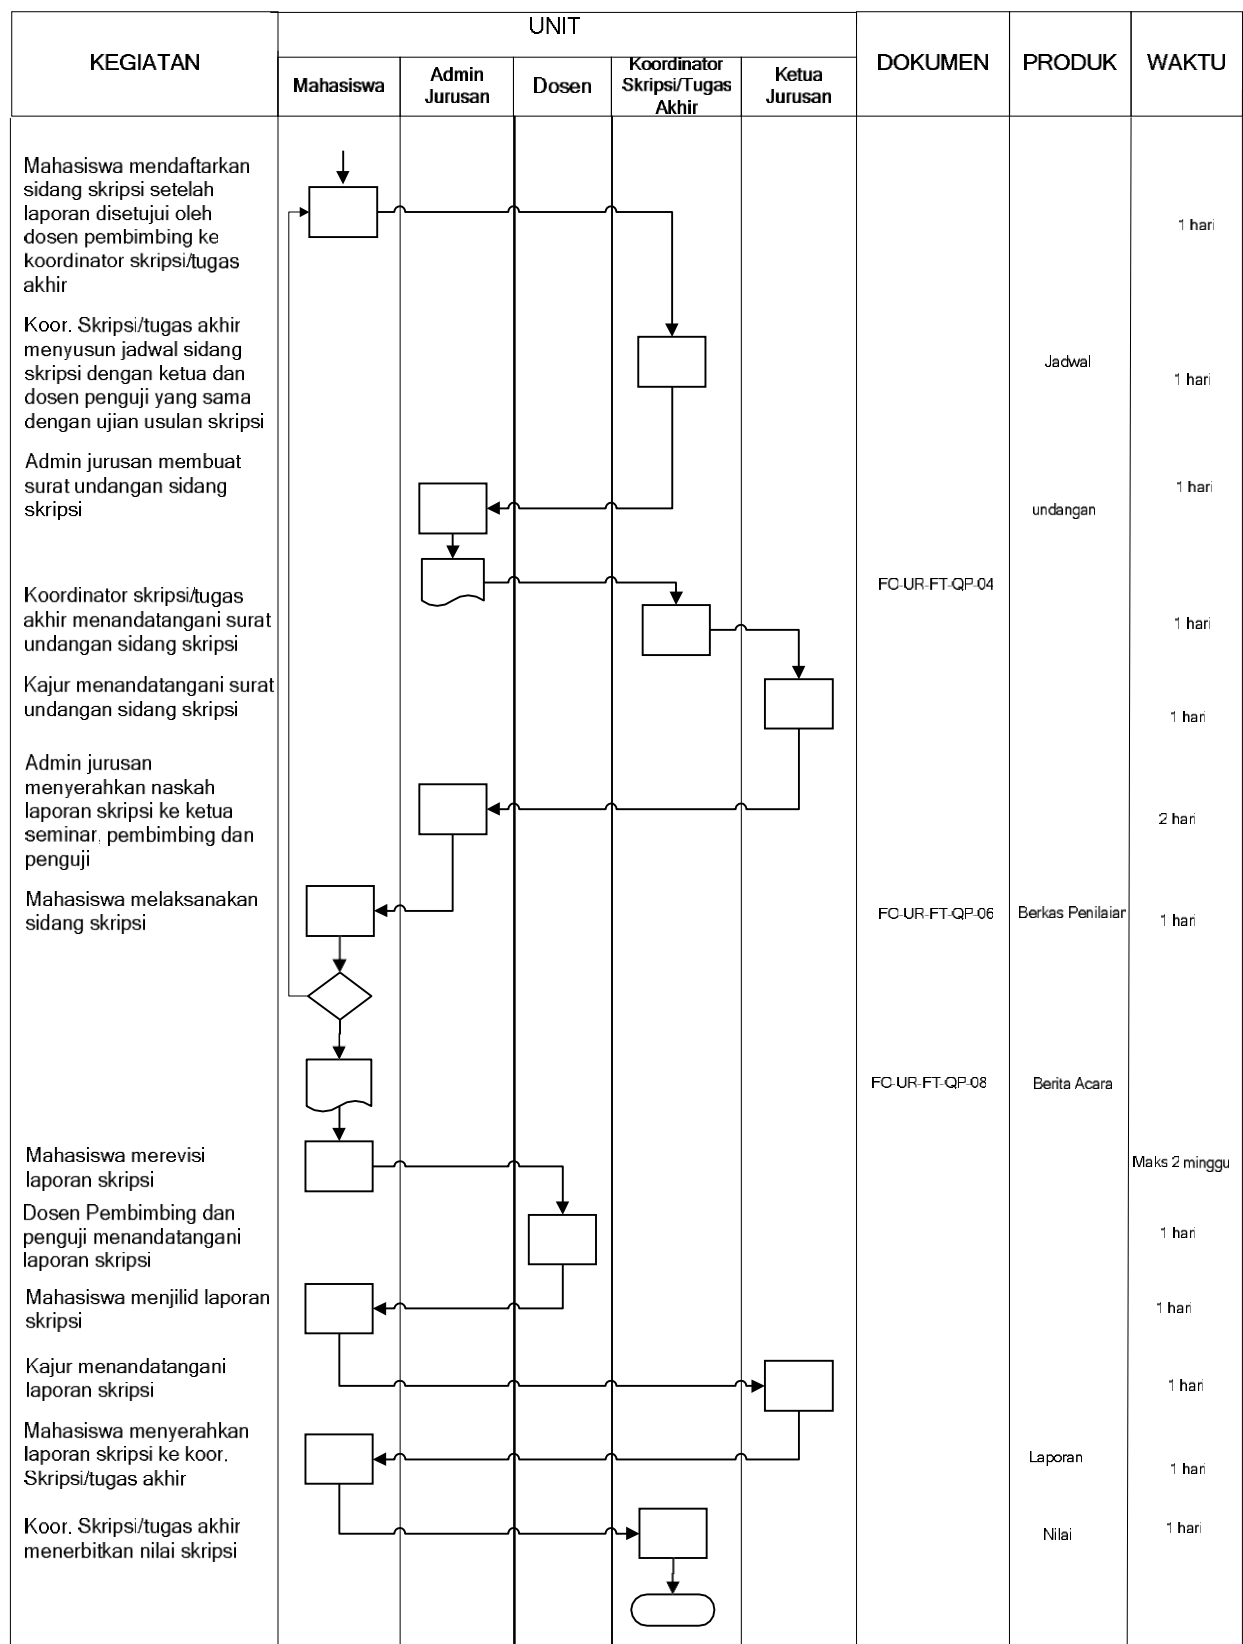 UNIT
KEGIATAN
DOKUMEN
PRODUK
WAKTU
Mahasiswa
Admin
Jurusan
Dosen
Koordinator
Skripsi/Tugas
Akhir
Ketua
Jurusan
Mahasiswa mendaftarkan
sidang skripsi setelah
laporan disetujui oleh
dosen pembimbing ke
koordinator skripsi/tugas
akhir
1 hari
Koor. Skripsi/tugas akhir
menyusun jadwal sidang
skripsi dengan ketua dan
dosen penguji yang sama
dengan ujian usulan skripsi
Jadwal
1 hari
Admin jurusan membuat
surat undangan sidang
skripsi
undangan
1 hari
FO-UR-FT-QP-04
Koordinator skripsi/tugas
akhir menandatangani surat
undangan sidang skripsi
1 hari
Kajur menandatangani surat
undangan sidang skripsi
1 hari
Admin jurusan
menyerahkan naskah
laporan skripsi ke ketua
seminar, pembimbing dan
penguji
2 hari
Mahasiswa melaksanakan
sidang skripsi
FO-UR-FT-QP-06
Berkas Penilaian
1 hari
FO-UR-FT-QP-08
Berita Acara
Mahasiswa merevisi
laporan skripsi
Maks 2 minggu
Dosen Pembimbing dan
penguji menandatangani
laporan skripsi
1 hari
Mahasiswa menjilid laporan
skripsi
1 hari
Kajur menandatangani
laporan skripsi
1 hari
Mahasiswa menyerahkan
laporan skripsi ke koor.
Skripsi/tugas akhir
Laporan
1 hari
Koor. Skripsi/tugas akhir
menerbitkan nilai skripsi
Nilai
1 hari